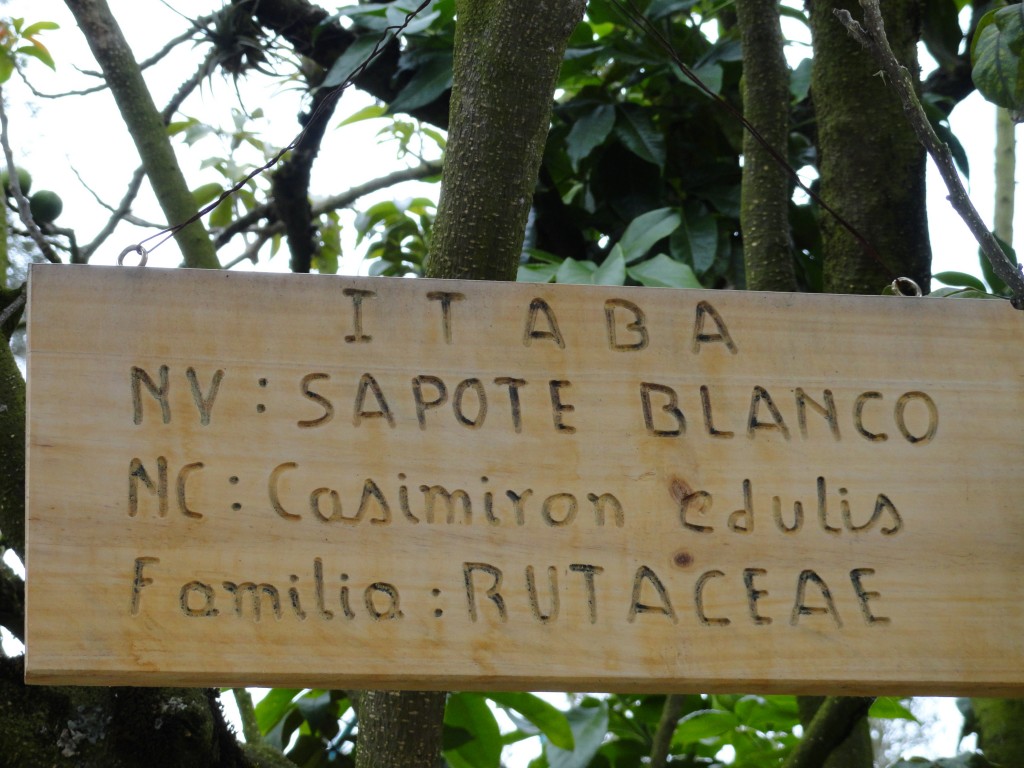 ITABA
NV: SAPOTE BLANCO
NC: Casimiron edulis
Familia: RUTACEAE